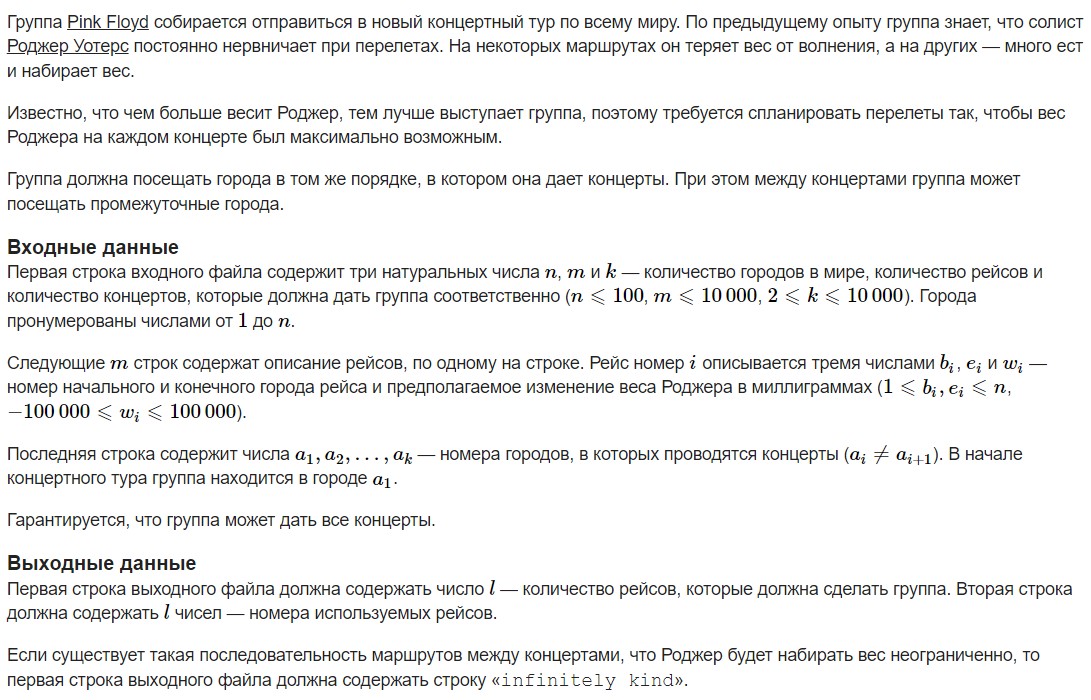 Группа Pink Floyd собирается отправиться в новый концертный тур по всему миру. По предыдущему опыту группа знает, что солист
Роджер Уотерс постоянно нервничает при перелетах. На некоторых маршрутах он теряет вес от волнения, а на других — много ест
и набирает вес.
Известно, что чем больше весит Роджер, тем лучше выступает группа, поэтому требуется спланировать перелеты так, чтобы вес
Роджера на каждом концерте был максимально возможным.
Группа должна посещать города в том же порядке, в котором она дает концерты. При этом между концертами группа может
посещать промежуточные города.
Входные данные
Первая строка входного файла содержит три натуральных числа n, m и k — количество городов в мире, количество рейсов и
количество концертов, которые должна дать группа соответственно (n ⩽ 100, m ⩽ 10 000, 2 ⩽ k ⩽ 10 000). Города
пронумерованы числами от 1 до n.
Следующие m строк содержат описание рейсов, по одному на строке. Рейс номер i описывается тремя числами b_i, e_i и w_i —
номер начального и конечного города рейса и предполагаемое изменение веса Роджера в миллиграммах (1 ⩽ b_i, e_i ⩽ n,
−100 000 ⩽ w_i ⩽ 100 000).
Последняя строка содержит числа a_1, a_2, . . . , a_k — номера городов, в которых проводятся концерты (a_i ≠ a_{i+1}). В начале
концертного тура группа находится в городе a_1.
Гарантируется, что группа может дать все концерты.
Выходные данные
Первая строка выходного файла должна содержать число l — количество рейсов, которые должна сделать группа. Вторая строка
должна содержать l чисел — номера используемых рейсов.
Если существует такая последовательность маршрутов между концертами, что Роджер будет набирать вес неограниченно, то
первая строка выходного файла должна содержать строку «infinitely kind».